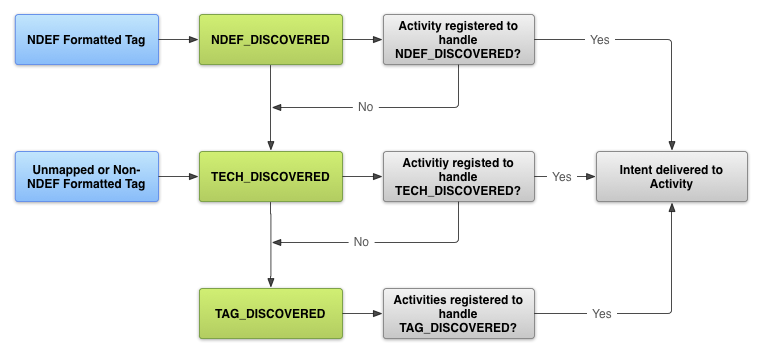 NDEF Formatted Tag
NDEF_DISCOVERED
Activity registered to
handle
NDEF_DISCOVERED?
Yes
No
Unmapped or Non-
NDEF Formatted Tag
TECH_DISCOVERED
Activitiy registed to
handle
TECH_DISCOVERED?
Yes
Intent delivered to
Activity
No
TAG_DISCOVERED
Activities registered to
handle
TAG_DISCOVERED?
Yes